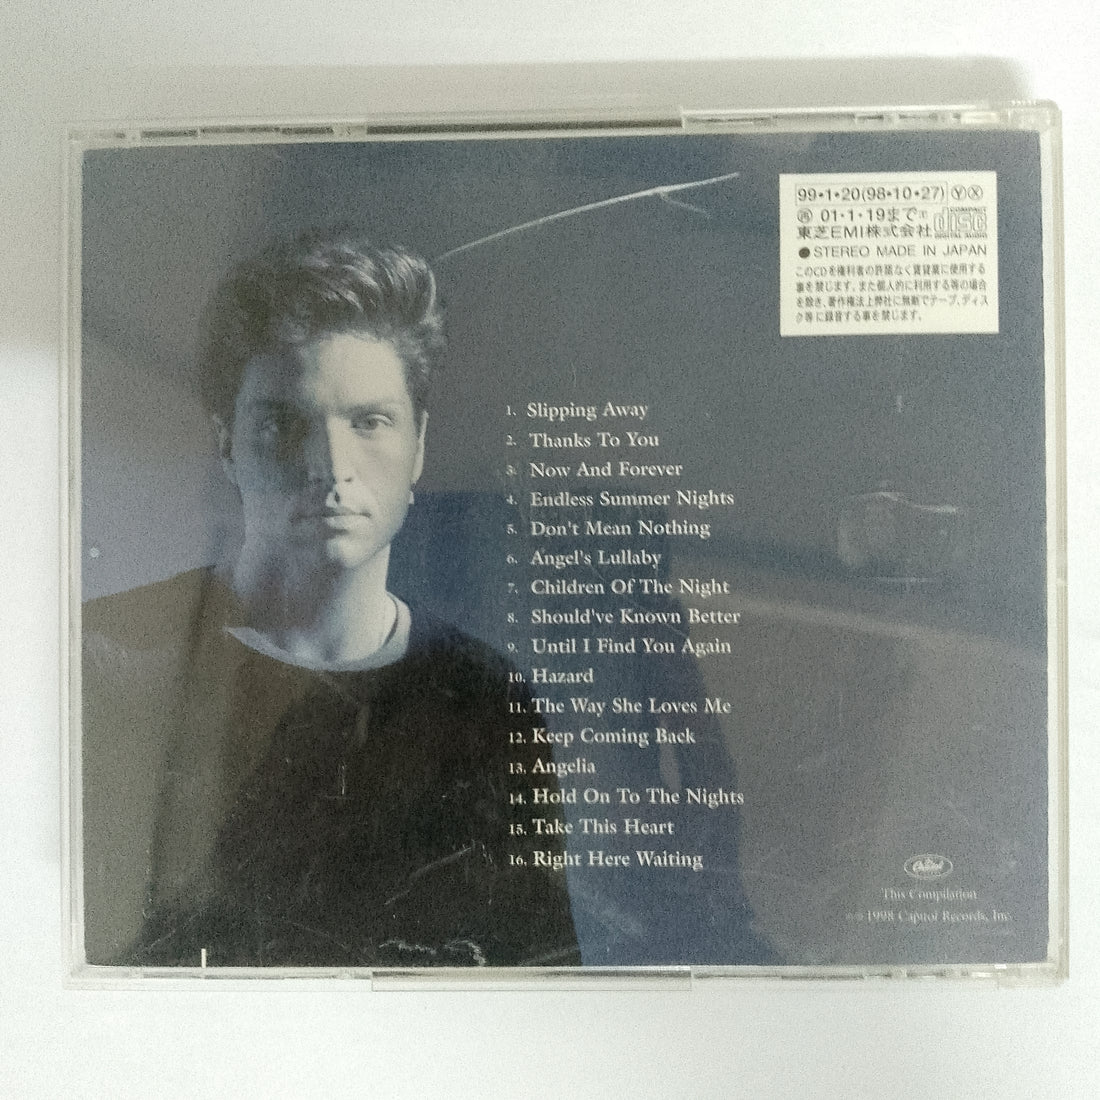 99•1•20(98•10•27) Ⓨ Ⓧ
㋐ 01•1•19まで
COMPACT
disc
DIGITAL AUDIO
東芝EMI株式会社
●STEREO MADE IN JAPAN
このCDを権利者の許諾なく賃貸業に使用する
事を禁じます。また個人的に利用する等の場合
を除き、著作権法上弊社に無断でテープ、ディス
ク等に録音する事を禁じます。
1. Slipping Away
2. Thanks To You
3. Now And Forever
4. Endless Summer Nights
5. Don't Mean Nothing
6. Angel's Lullaby
7. Children Of The Night
8. Should've Known Better
9. Until I Find You Again
10. Hazard
11. The Way She Loves Me
12. Keep Coming Back
13. Angelia
14. Hold On To The Nights
15. Take This Heart
16. Right Here Waiting
Capitol
This Compilation
1998 Capitol Records, Inc.